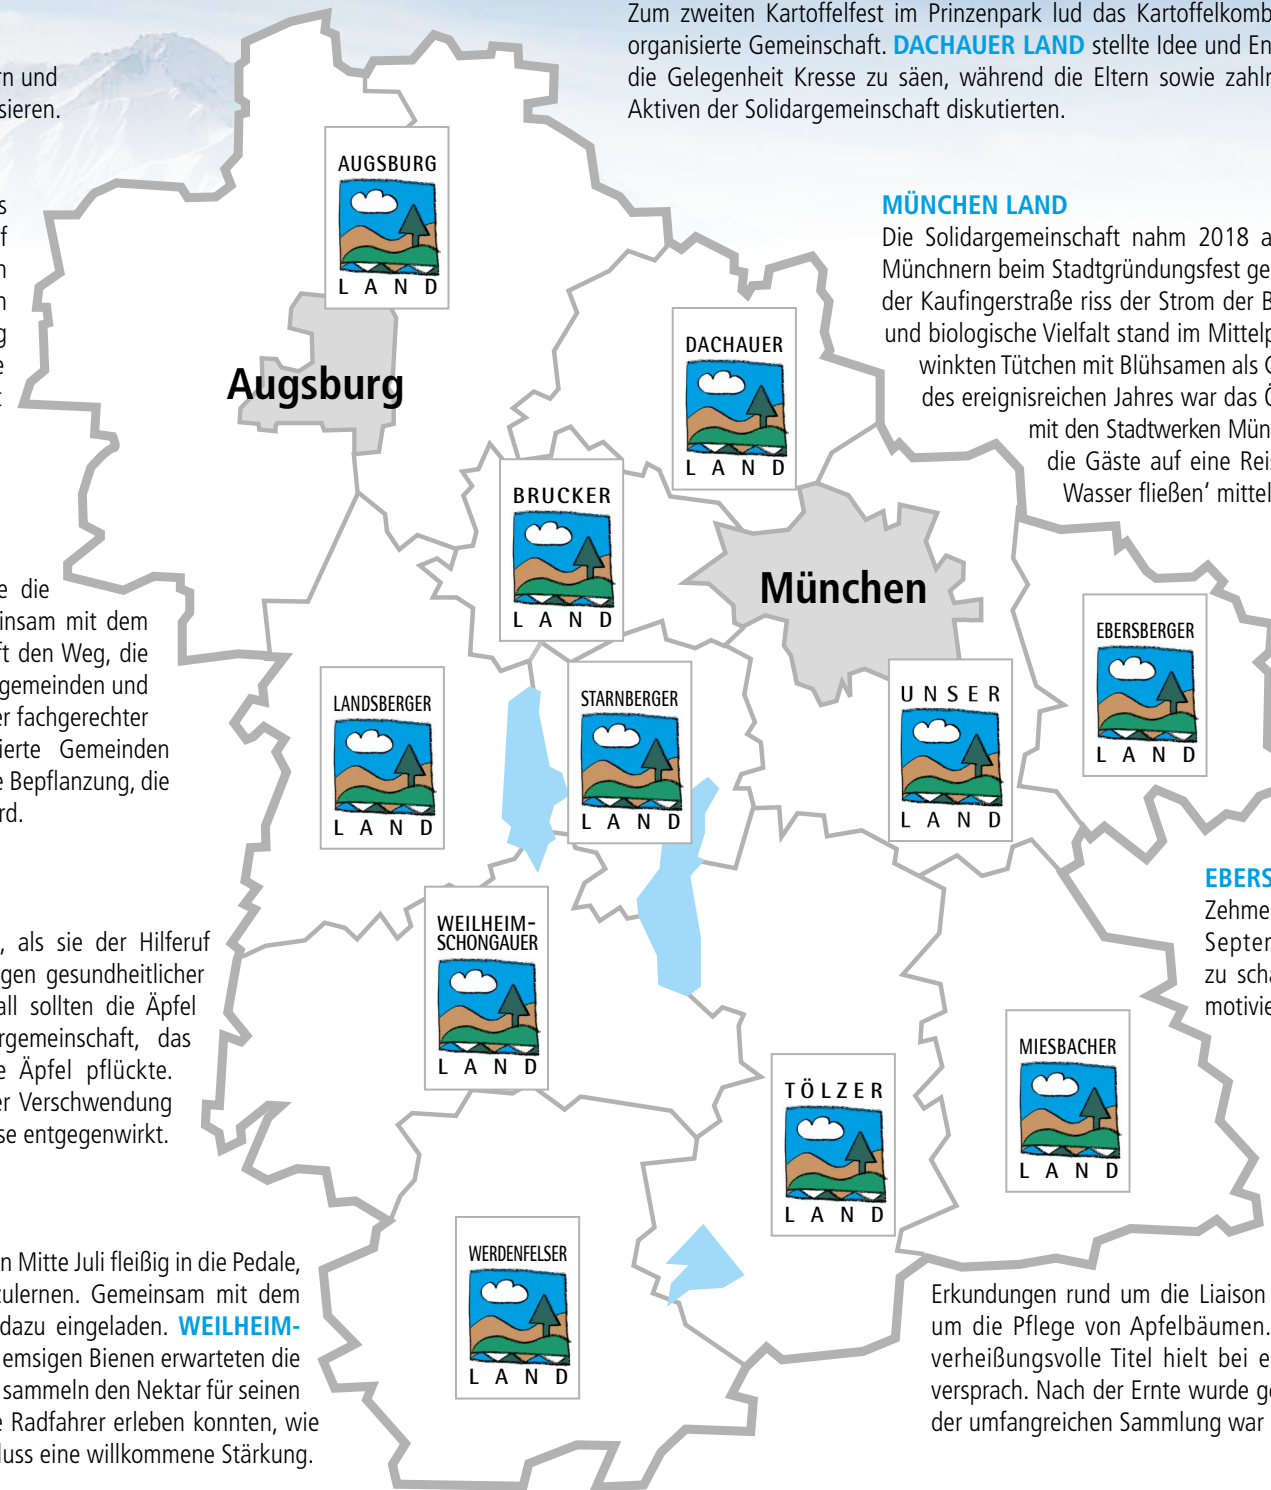 Zum zweiten Kartoffelfest im Prinzenpark lud das Kartoffelkomb
organisierte Gemeinschaft. DACHAUER LAND stellte Idee und En
die Gelegenheit Kresse zu säen, während die Eltern sowie zahlr
Aktiven der Solidargemeinschaft diskutierten.
rn und
sieren.
s
f
n
n
g
e
t
MÜNCHEN LAND
Die Solidargemeinschaft nahm 2018 a
Münchnern beim Stadtgründungsfest ge
der Kaufingerstraße riss der Strom der B
und biologische Vielfalt stand im Mittelp
winkten Tütchen mit Blühsamen als G
des ereignisreichen Jahres war das Ö
mit den Stadtwerken Mün
die Gäste auf eine Reis
Wasser fließen‘ mittel
AUGSBURG
LAND
Augsburg
DACHAUER
LAND
BRUCKER
LAND
München
e die
insam mit dem
ft den Weg, die
gemeinden und
er fachgerechter
ierte Gemeinden
e Bepflanzung, die
rd.
EBERSBERGER
LAND
LANDSBERGER
LAND
STARNBERGER
LAND
UNSER
LAND
EBERS
Zehme
Septen
zu scha
motivie
, als sie der Hilferuf
gen gesundheitlicher
all sollten die Äpfel
rgemeinschaft, das
e Äpfel pflückte.
er Verschwendung
se entgegenwirkt.
WEILHEIM-
SCHONGAUER
LAND
MIESBACHER
LAND
TÖLZER
LAND
WERDENFELSER
LAND
n Mitte Juli fleißig in die Pedale,
zulernen. Gemeinsam mit dem
dazu eingeladen. WEILHEIM-
emsigen Bienen erwarteten die
sammeln den Nektar für seinen
e Radfahrer erleben konnten, wie
luss eine willkommene Stärkung.
Erkundungen rund um die Liaison
um die Pflege von Apfelbäumen.
verheißungsvolle Titel hielt bei e
versprach. Nach der Ernte wurde ge
der umfangreichen Sammlung war